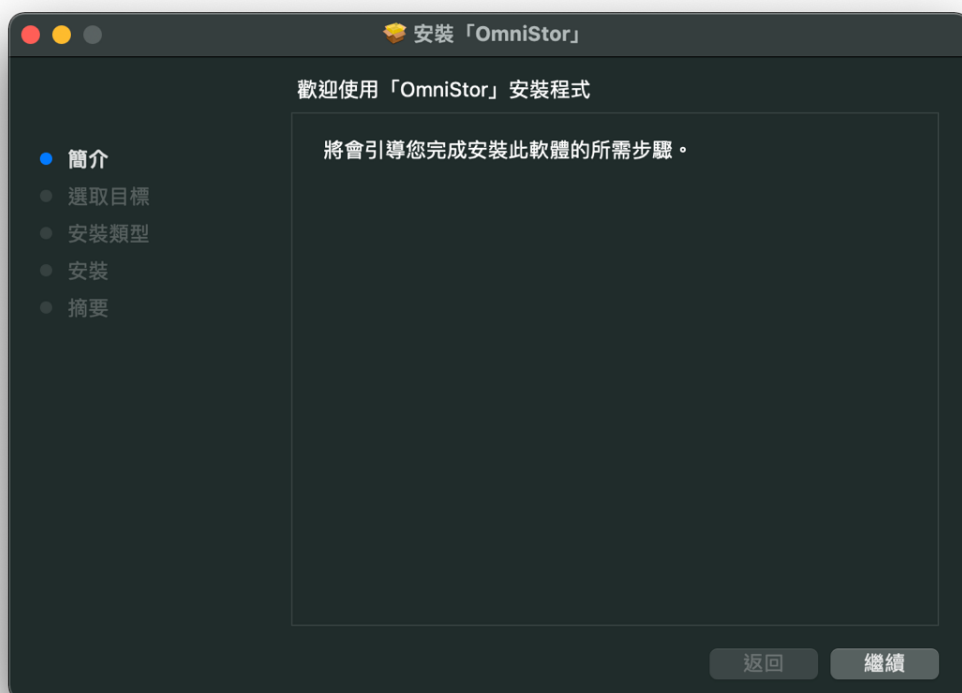 安裝「OmniStor」
歡迎使用「OmniStor」安裝程式
將會引導您完成安裝此軟體的所需步驟。
簡介
選取目標
安裝類型
安裝
摘要
返回
繼續